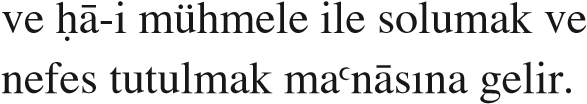 ve ḥā-i mühmele ile solumak ve
nefes tutulmak maʿnāsına gelir.